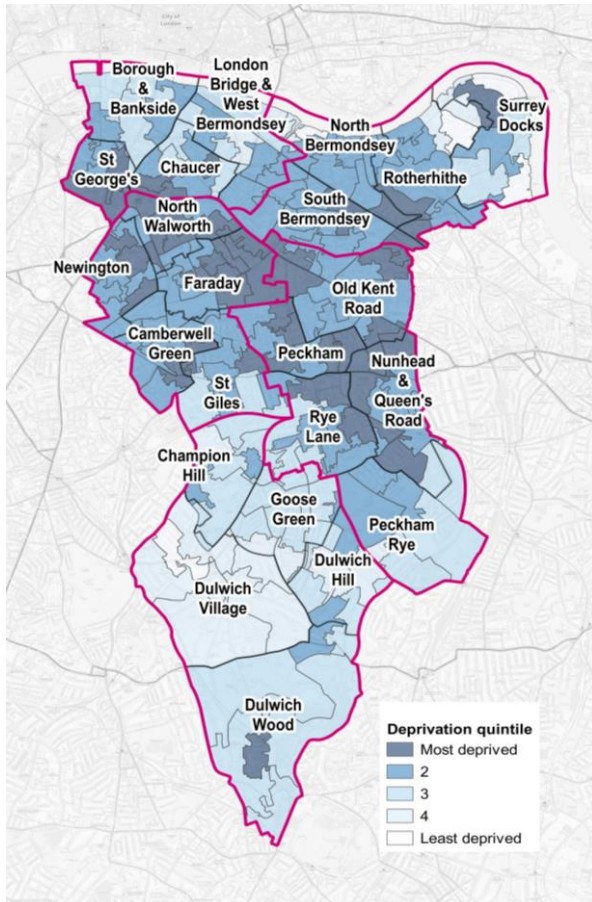 City of
London
Borough
&
Bankside
London
Bridge &
West
Bermondsey
Surrey
Docks
North
Bermondsey
St
George's
Chaucer
Rotherhithe
South
Bermondsey
North
Walworth
Newington
Faraday
Old Kent
Road
Camberwell
Green
Peckham
Nunhead
&
Queen's
Road
St
Giles
Rye
Lane
Champion
Hill
Goose
Green
Peckham
Rye
Dulwich
Hill
Dulwich
Village
Dulwich
Wood
Deprivation quintile
Most deprived
2
3
4
Least deprived